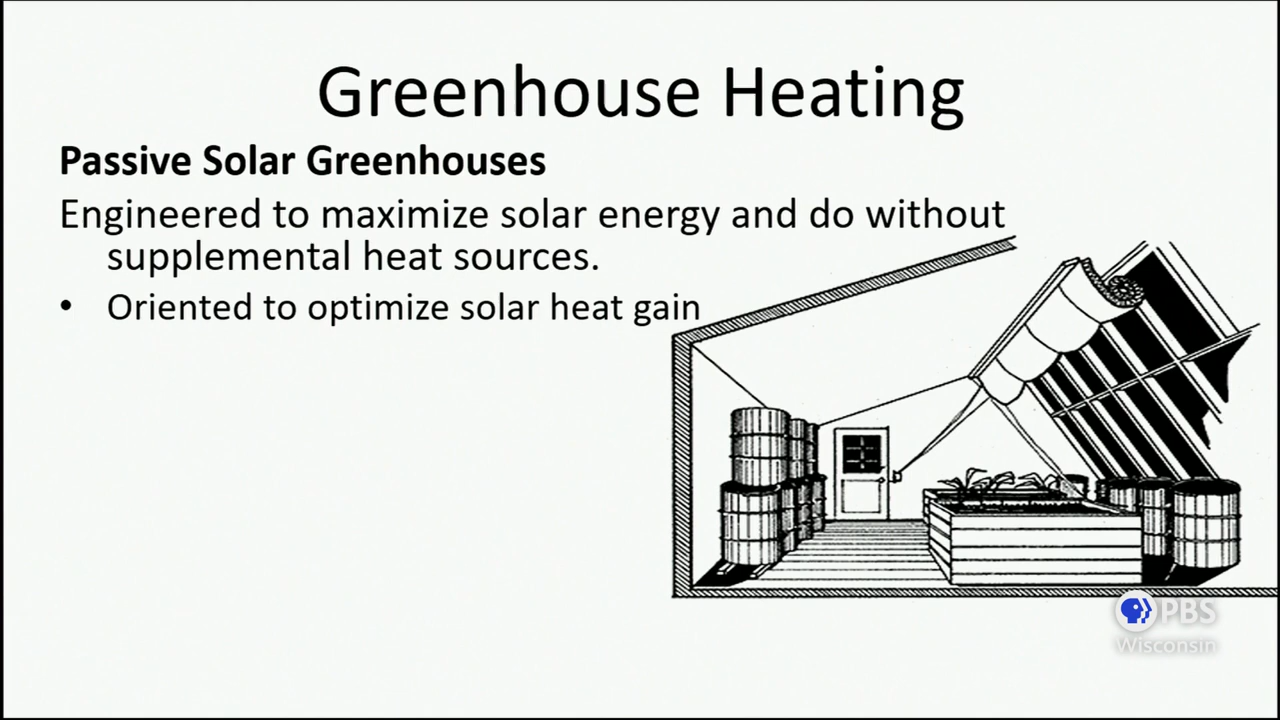 Greenhouse Heating
Passive Solar Greenhouses
Engineered to maximize solar energy and do without
supplemental heat sources.
• Oriented to optimize solar heat gain
PBS
Wisconsin